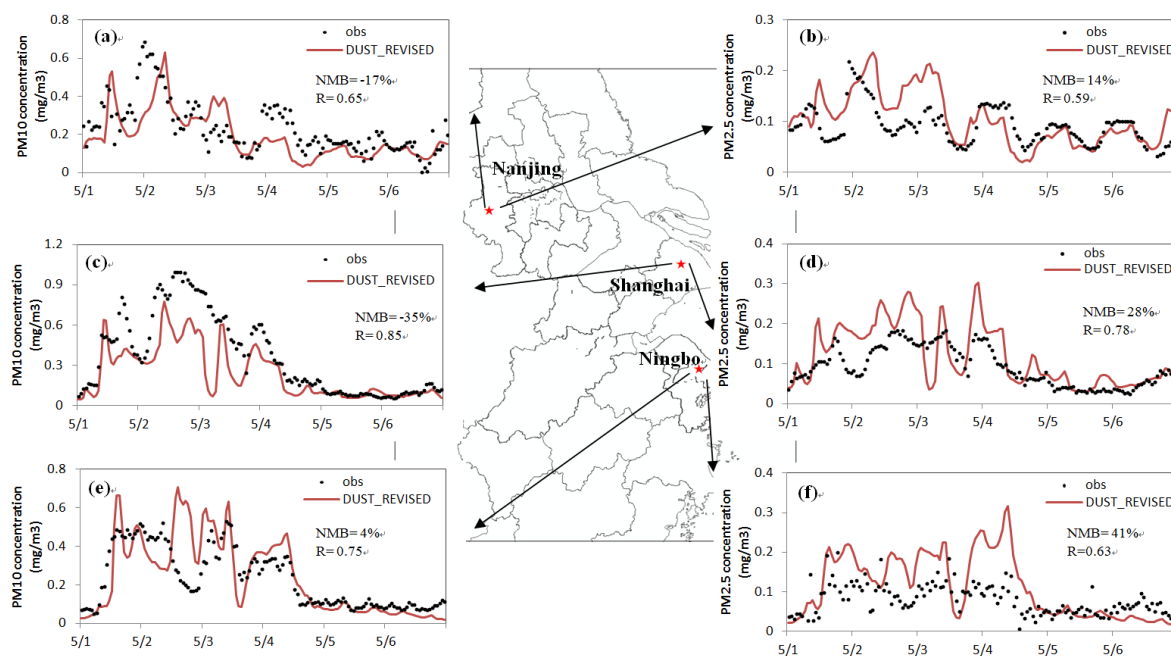 (a)↵
PM10 concentration
(mg/m3)
0.8
0.6
0.4
0.2
0
5/1 5/2 5/3 5/4 5/5 5/6
obs
DUST_REVISED
NMB= -17%↵
R= 0.65↵
(b)↵
PM2.5 concentration
(mg/m3)
0.3
0.2
0.1
0
5/1 5/2 5/3 5/4 5/5 5/6
obs
DUST_REVISED
NMB= 14%↵
R= 0.59↵
Nanjing
Shanghai
Ningbo
(c)↵
PM10 concentration
(mg/m3)
1.2
0.9
0.6
0.3
0
5/1 5/2 5/3 5/4 5/5 5/6
obs
DUST_REVISED
NMB= -35%↵
R= 0.85↵
(d)↵
PM2.5 concentration
(mg/m3)
0.4
0.3
0.2
0.1
0
5/1 5/2 5/3 5/4 5/5 5/6
obs
DUST_REVISED
NMB= 28%↵
R= 0.78↵
(e)↵
PM10 concentration
(mg/m3)
0.8
0.6
0.4
0.2
0
5/1 5/2 5/3 5/4 5/5 5/6
obs
DUST_REVISED
NMB= 4%↵
R= 0.75↵
(f)↵
PM2.5 concentration
(mg/m3)
0.4
0.3
0.2
0.1
0
5/1 5/2 5/3 5/4 5/5 5/6
obs
DUST_REVISED
NMB= 41%↵
R=0.63↵